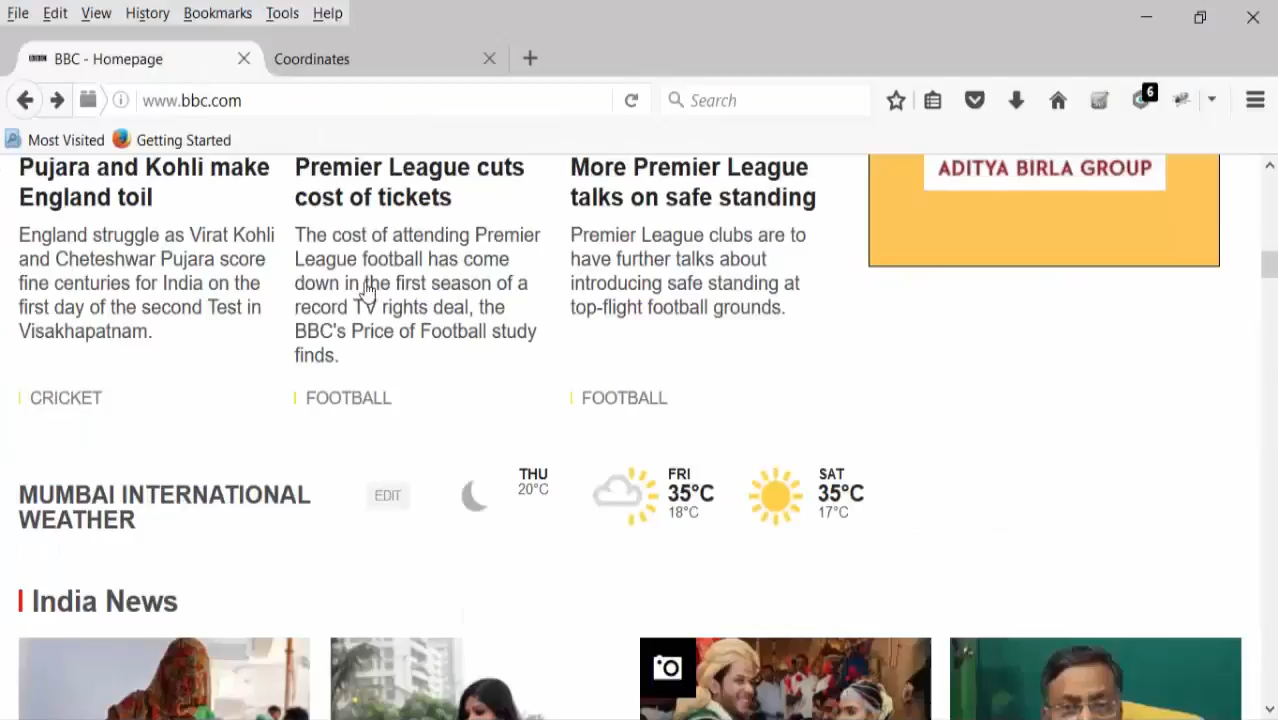 File Edit View History Bookmarks Tools Help
BBC BBC - Homepage Coordinates
www.bbc.com Search 6
Most Visited Getting Started
Pujara and Kohli make
England toil
England struggle as Virat Kohli
and Cheteshwar Pujara score
fine centuries for India on the
first day of the second Test in
Visakhapatnam.
CRICKET
Premier League cuts
cost of tickets
The cost of attending Premier
League football has come
down in the first season of a
record TV rights deal, the
BBC's Price of Football study
finds.
FOOTBALL
More Premier League
talks on safe standing
Premier League clubs are to
have further talks about
introducing safe standing at
top-flight football grounds.
FOOTBALL
ADITYA BIRLA GROUP
MUMBAI INTERNATIONAL
WEATHER
EDIT
THU
20°C
FRI
35°C
18°C
SAT
35°C
17°C
India News